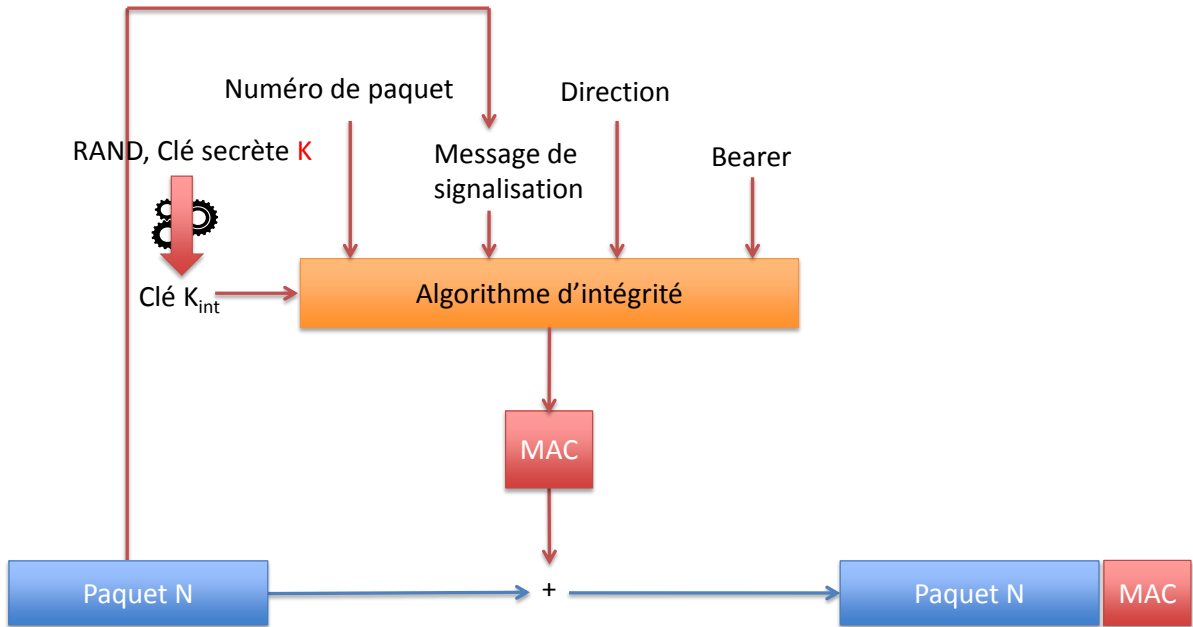 Numéro de paquet
Direction
RAND, Clé secrète K
Message de
signalisation
Bearer
Clé Kint
Algorithme d'intégrité
MAC
Paquet N
+
Paquet N
MAC